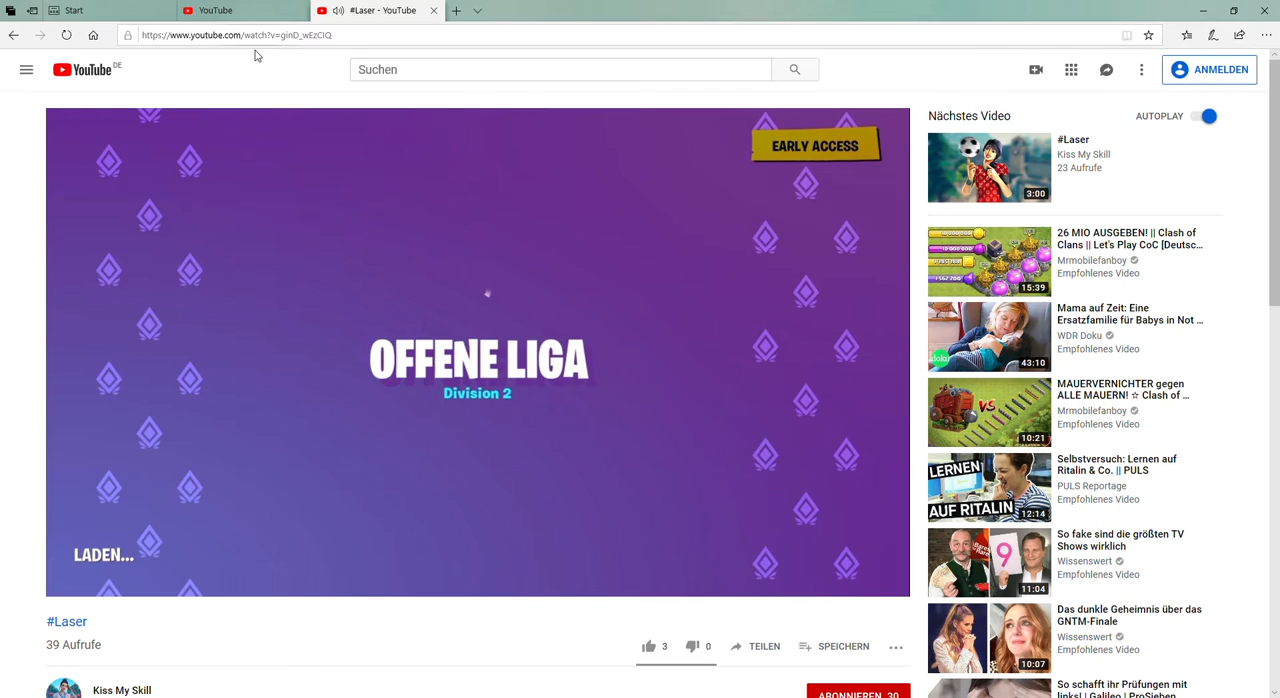 Start
YouTube
#Laser - YouTube
https://www.youtube.com/watch?v=ginD_wEzCIQ
YouTube DE
Suchen
ANMELDEN
EARLY ACCESS
OFFENE LIGA
Division 2
LADEN...
#Laser
39 Aufrufe
3
0
TEILEN
SPEICHERN
Kiss My Skill
ABONNIEREN 30
Nächstes Video
AUTOPLAY
#Laser
Kiss My Skill
23 Aufrufe
3:00
26 MIO AUSGEBEN! || Clash of
Clans || Let's Play CoC [Deutsc...
Mrmobilefanboy
Empfohlenes Video
15:39
Mama auf Zeit: Eine
Ersatzfamilie für Babys in Not ...
WDR Doku
Empfohlenes Video
doku
43:10
MAUERVERNICHTER gegen
ALLE MAUERN! ☆ Clash of ...
Mrmobilefanboy
Empfohlenes Video
VS
10:21
Selbstversuch: Lernen auf
Ritalin & Co. || PULS
PULS Reportage
Empfohlenes Video
LERNEN
AUF RITALIN
12:14
So fake sind die größten TV
Shows wirklich
Wissenswert
Empfohlenes Video
9
11:04
Das dunkle Geheimnis über das
GNTM-Finale
Wissenswert
Empfohlenes Video
10:07
So schafft ihr Prüfungen mit
links! | Galileo | ProSieben